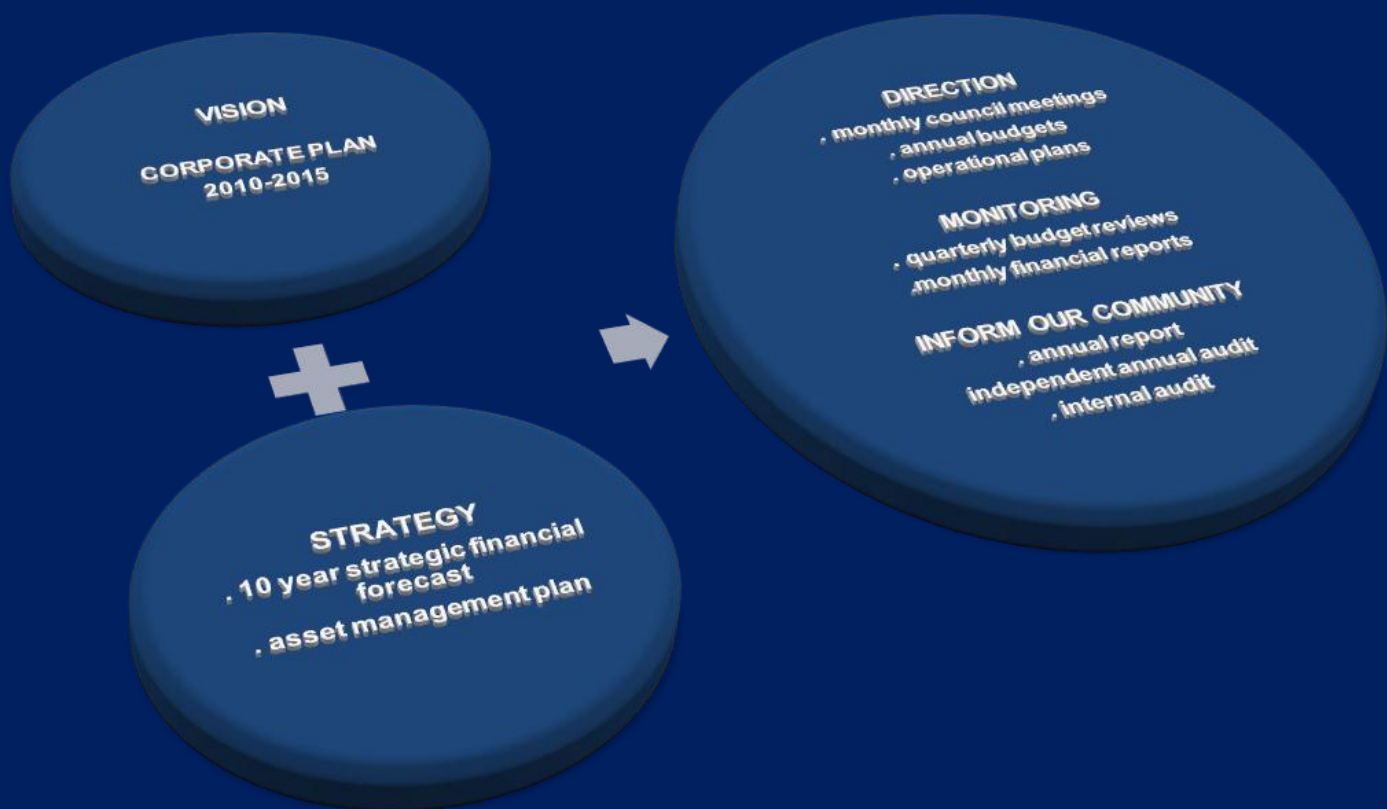 VISION
CORPORATE PLAN
2010-2015
STRATEGY
. 10 year strategic financial
forecast
. asset management plan
DIRECTION
. monthly council meetings
. annual budgets
. operational plans
MONITORING
. quarterly budget reviews
.monthly financial reports
INFORM OUR COMMUNITY
. annual report
independent annual audit
. internal audit